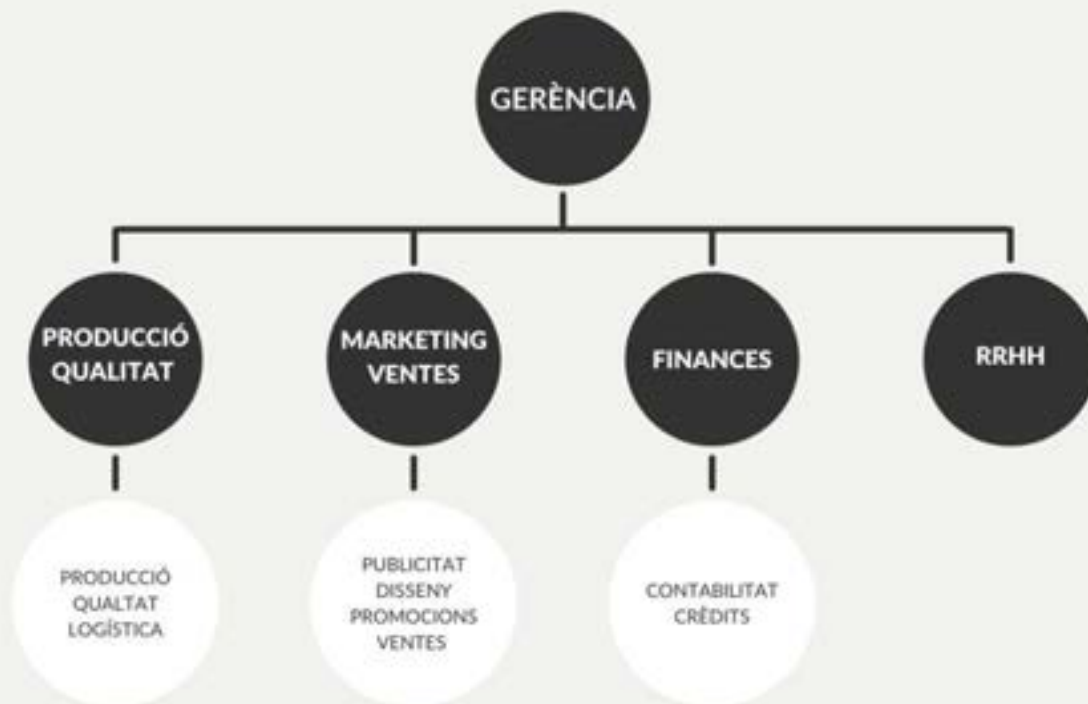 GERÈNCIA
PRODUCCIÓ
QUALITAT
MARKETING
VENTES
FINANCES
RRHH
PRODUCCIÓ
QUALTAT
LOGÍSTICA
PUBLICITAT
DISSENY
PROMOCIONS
VENTES
CONTABILITAT
CRÈDITS